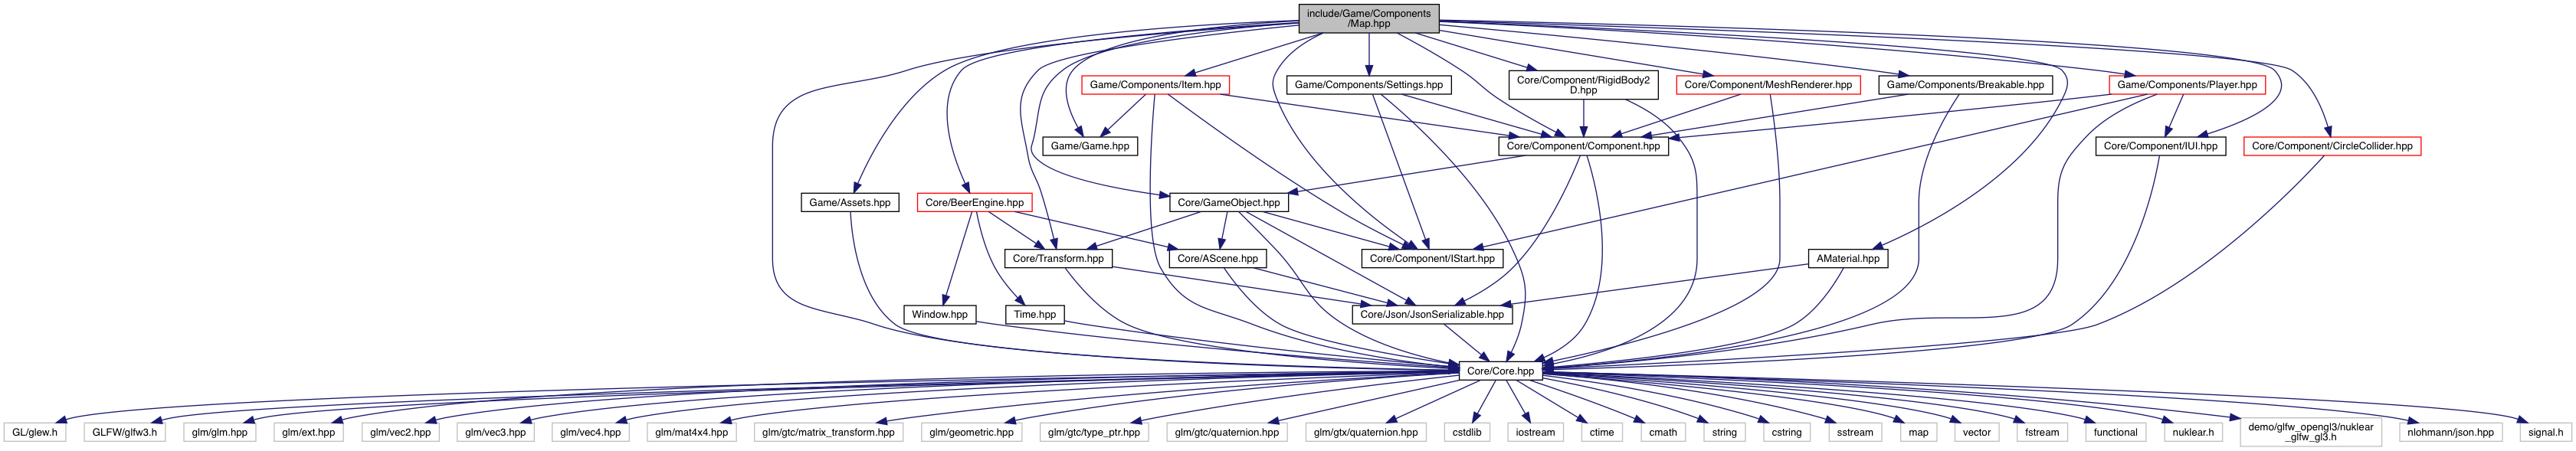 include/Game/Components
/Map.hpp
Game/Components/Item.hpp
Game/Components/Settings.hpp
Core/Component/RigidBody2
D.hpp
Core/Component/MeshRenderer.hpp
Game/Components/Breakable.hpp
Game/Components/Player.hpp
Game/Game.hpp
Core/Component/Component.hpp
Core/Component/IUI.hpp
Core/Component/CircleCollider.hpp
Game/Assets.hpp
Core/BeerEngine.hpp
Core/GameObject.hpp
Core/Transform.hpp
Core/AScene.hpp
Core/Component/IStart.hpp
AMaterial.hpp
Window.hpp
Time.hpp
Core/Json/JsonSerializable.hpp
Core/Core.hpp
GL/glew.h
GLFW/glfw3.h
glm/glm.hpp
glm/ext.hpp
glm/vec2.hpp
glm/vec3.hpp
glm/vec4.hpp
glm/mat4x4.hpp
glm/gtc/matrix_transform.hpp
glm/geometric.hpp
glm/gtc/type_ptr.hpp
glm/gtc/quaternion.hpp
glm/gtx/quaternion.hpp
cstdlib
iostream
ctime
cmath
string
cstring
sstream
map
vector
fstream
functional
nuklear.h
demo/glfw_opengl3/nuklear
_glfw_gl3.h
nlohmann/json.hpp
signal.h